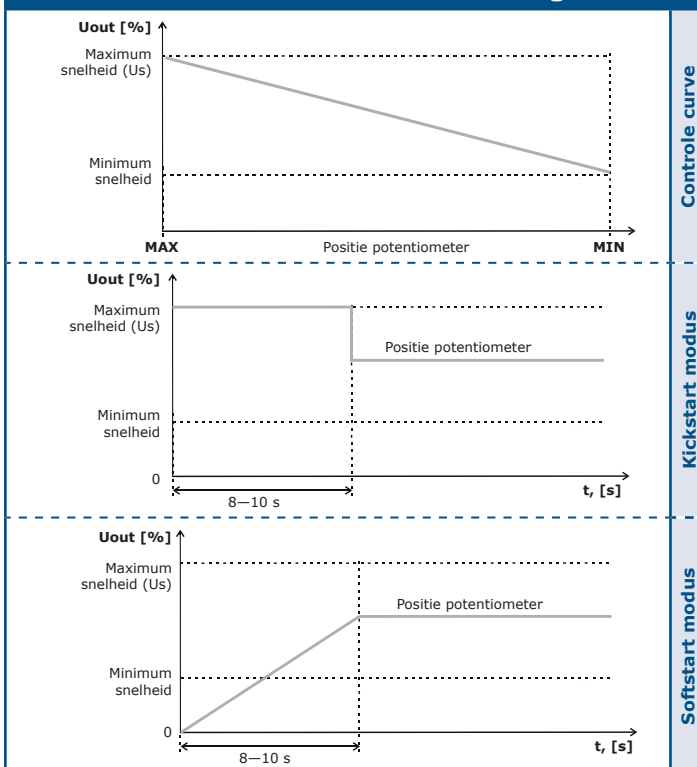 Uout [%]
Maximum
snelheid (Us)
Minimum
snelheid
MAX Positie potentiometer MIN
Controle curve
Uout [%]
Maximum
snelheid (Us)
Positie potentiometer
Minimum
snelheid
0
8—10 s
t, [s]
Kickstart modus
Uout [%]
Maximum
snelheid (Us)
Positie potentiometer
Minimum
snelheid
0
8—10 s
t, [s]
Softstart modus